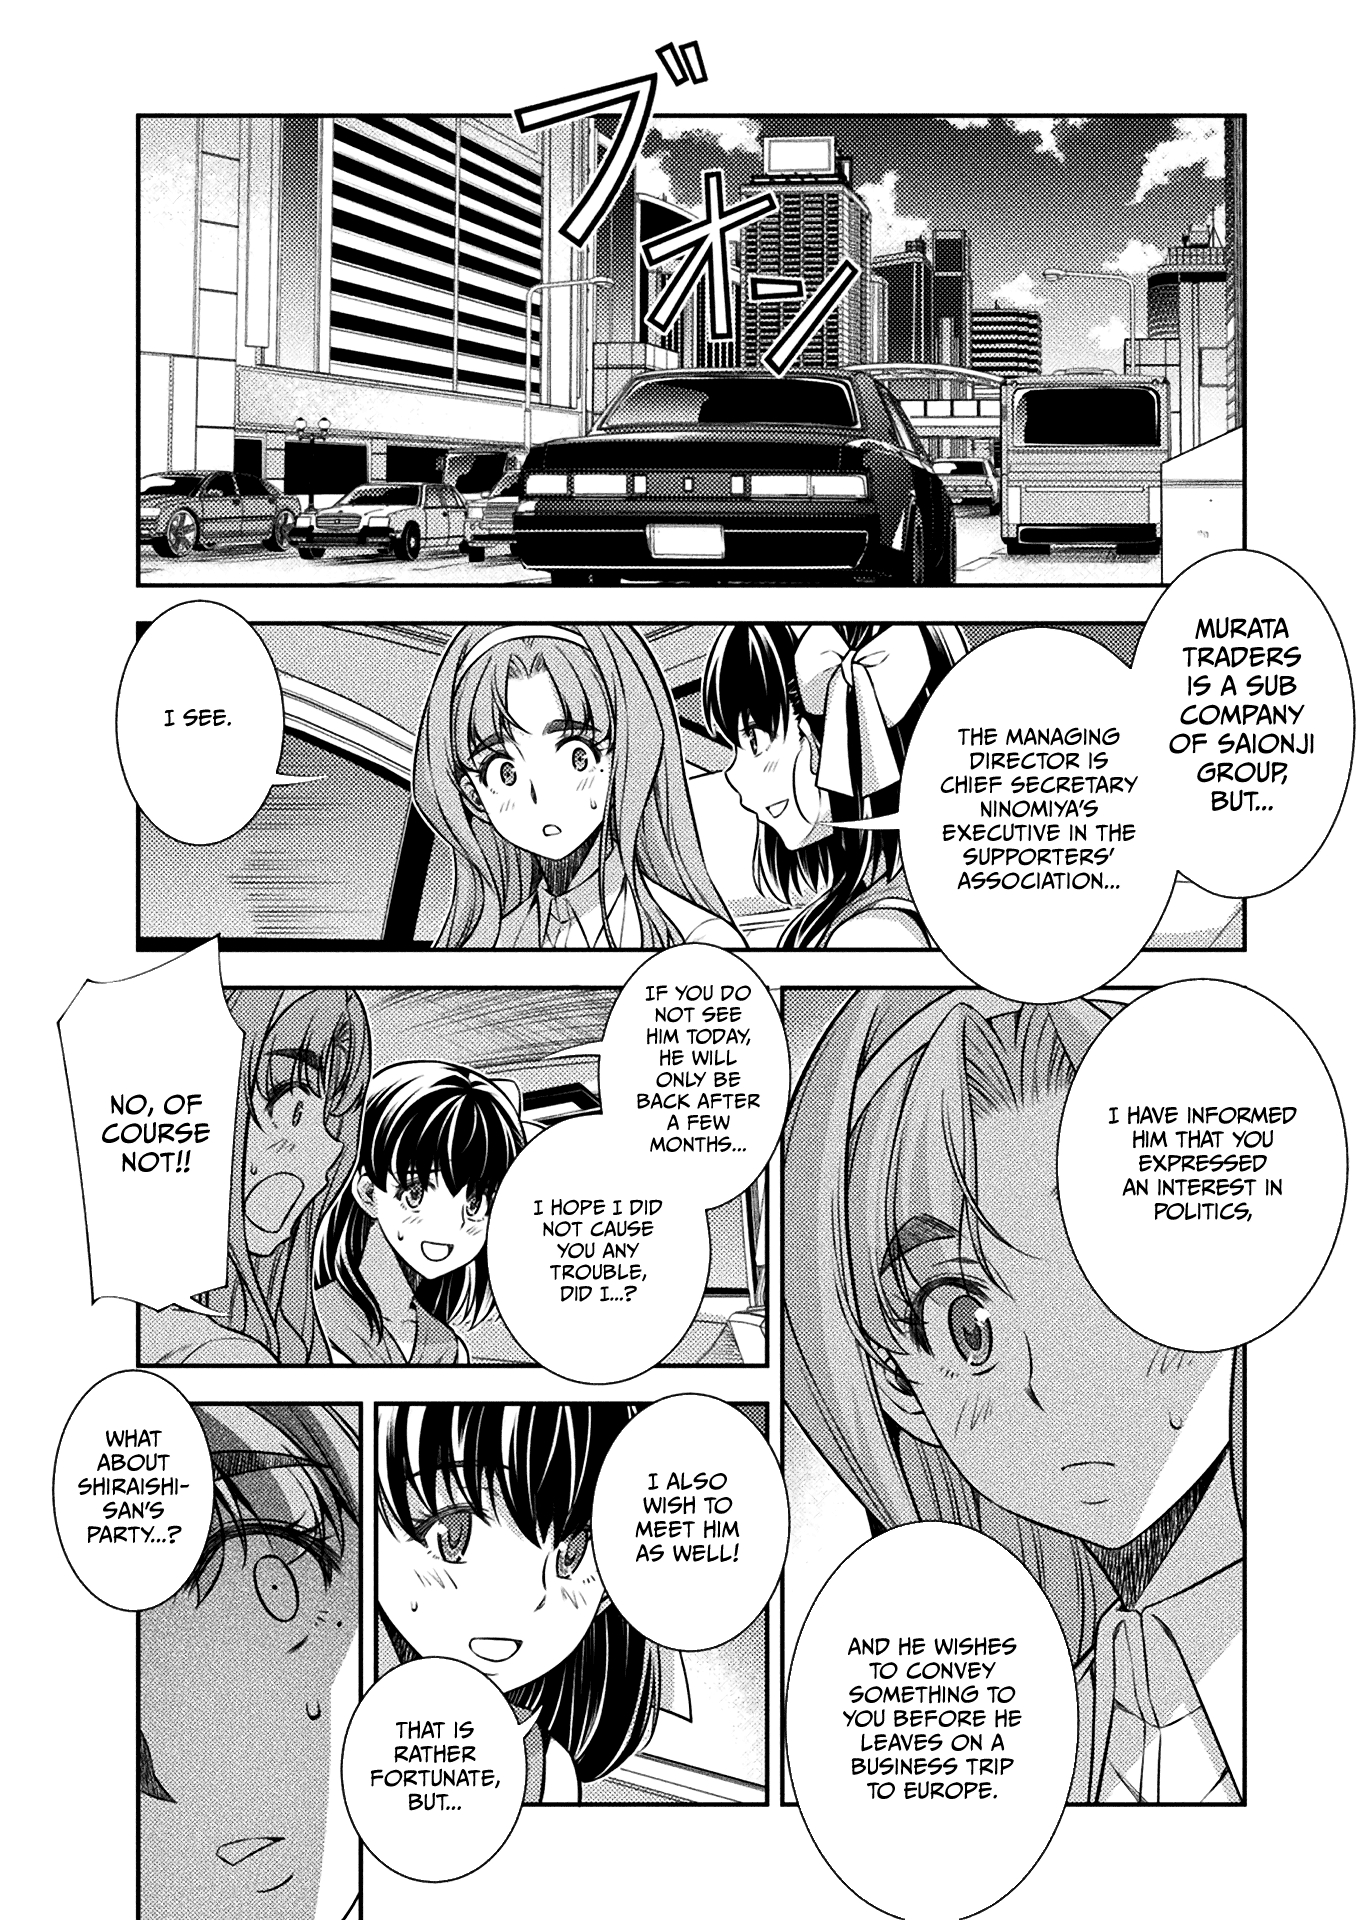 ブオーン
MURATA
TRADERS
IS A SUB
COMPANY
OF SAIONJI
GROUP,
BUT...
THE MANAGING
DIRECTOR IS
CHIEF SECRETARY
NINOMIYA'S
EXECUTIVE IN THE
SUPPORTERS'
ASSOCIATION...
I SEE.
I HAVE INFORMED
HIM THAT YOU
EXPRESSED
AN INTEREST IN
POLITICS,
AND HE WISHES
TO CONVEY
SOMETHING TO
YOU BEFORE HE
LEAVES ON A
BUSINESS TRIP
TO EUROPE.
IF YOU DO
NOT SEE
HIM TODAY,
HE WILL
ONLY BE
BACK AFTER
A FEW
MONTHS...
I HOPE I DID
NOT CAUSE
YOU ANY
TROUBLE,
DID I...?
NO, OF
COURSE
NOT!!
I ALSO
WISH TO
MEET HIM
AS WELL!
THAT IS
RATHER
FORTUNATE,
BUT...
WHAT
ABOUT
SHIRAISHI-
SAN'S
PARTY...?